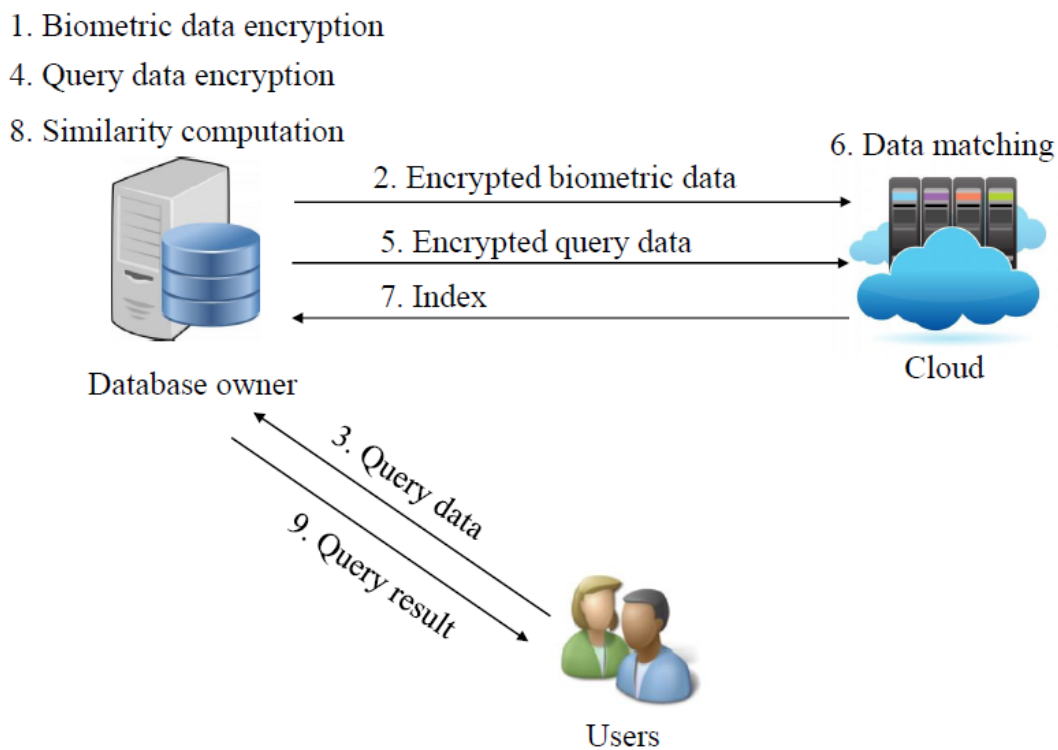 1. Biometric data encryption
4. Query data encryption
8. Similarity computation
6. Data matching
2. Encrypted biometric data
5. Encrypted query data
7. Index
Cloud
Database owner
3. Query data
9. Query result
Users